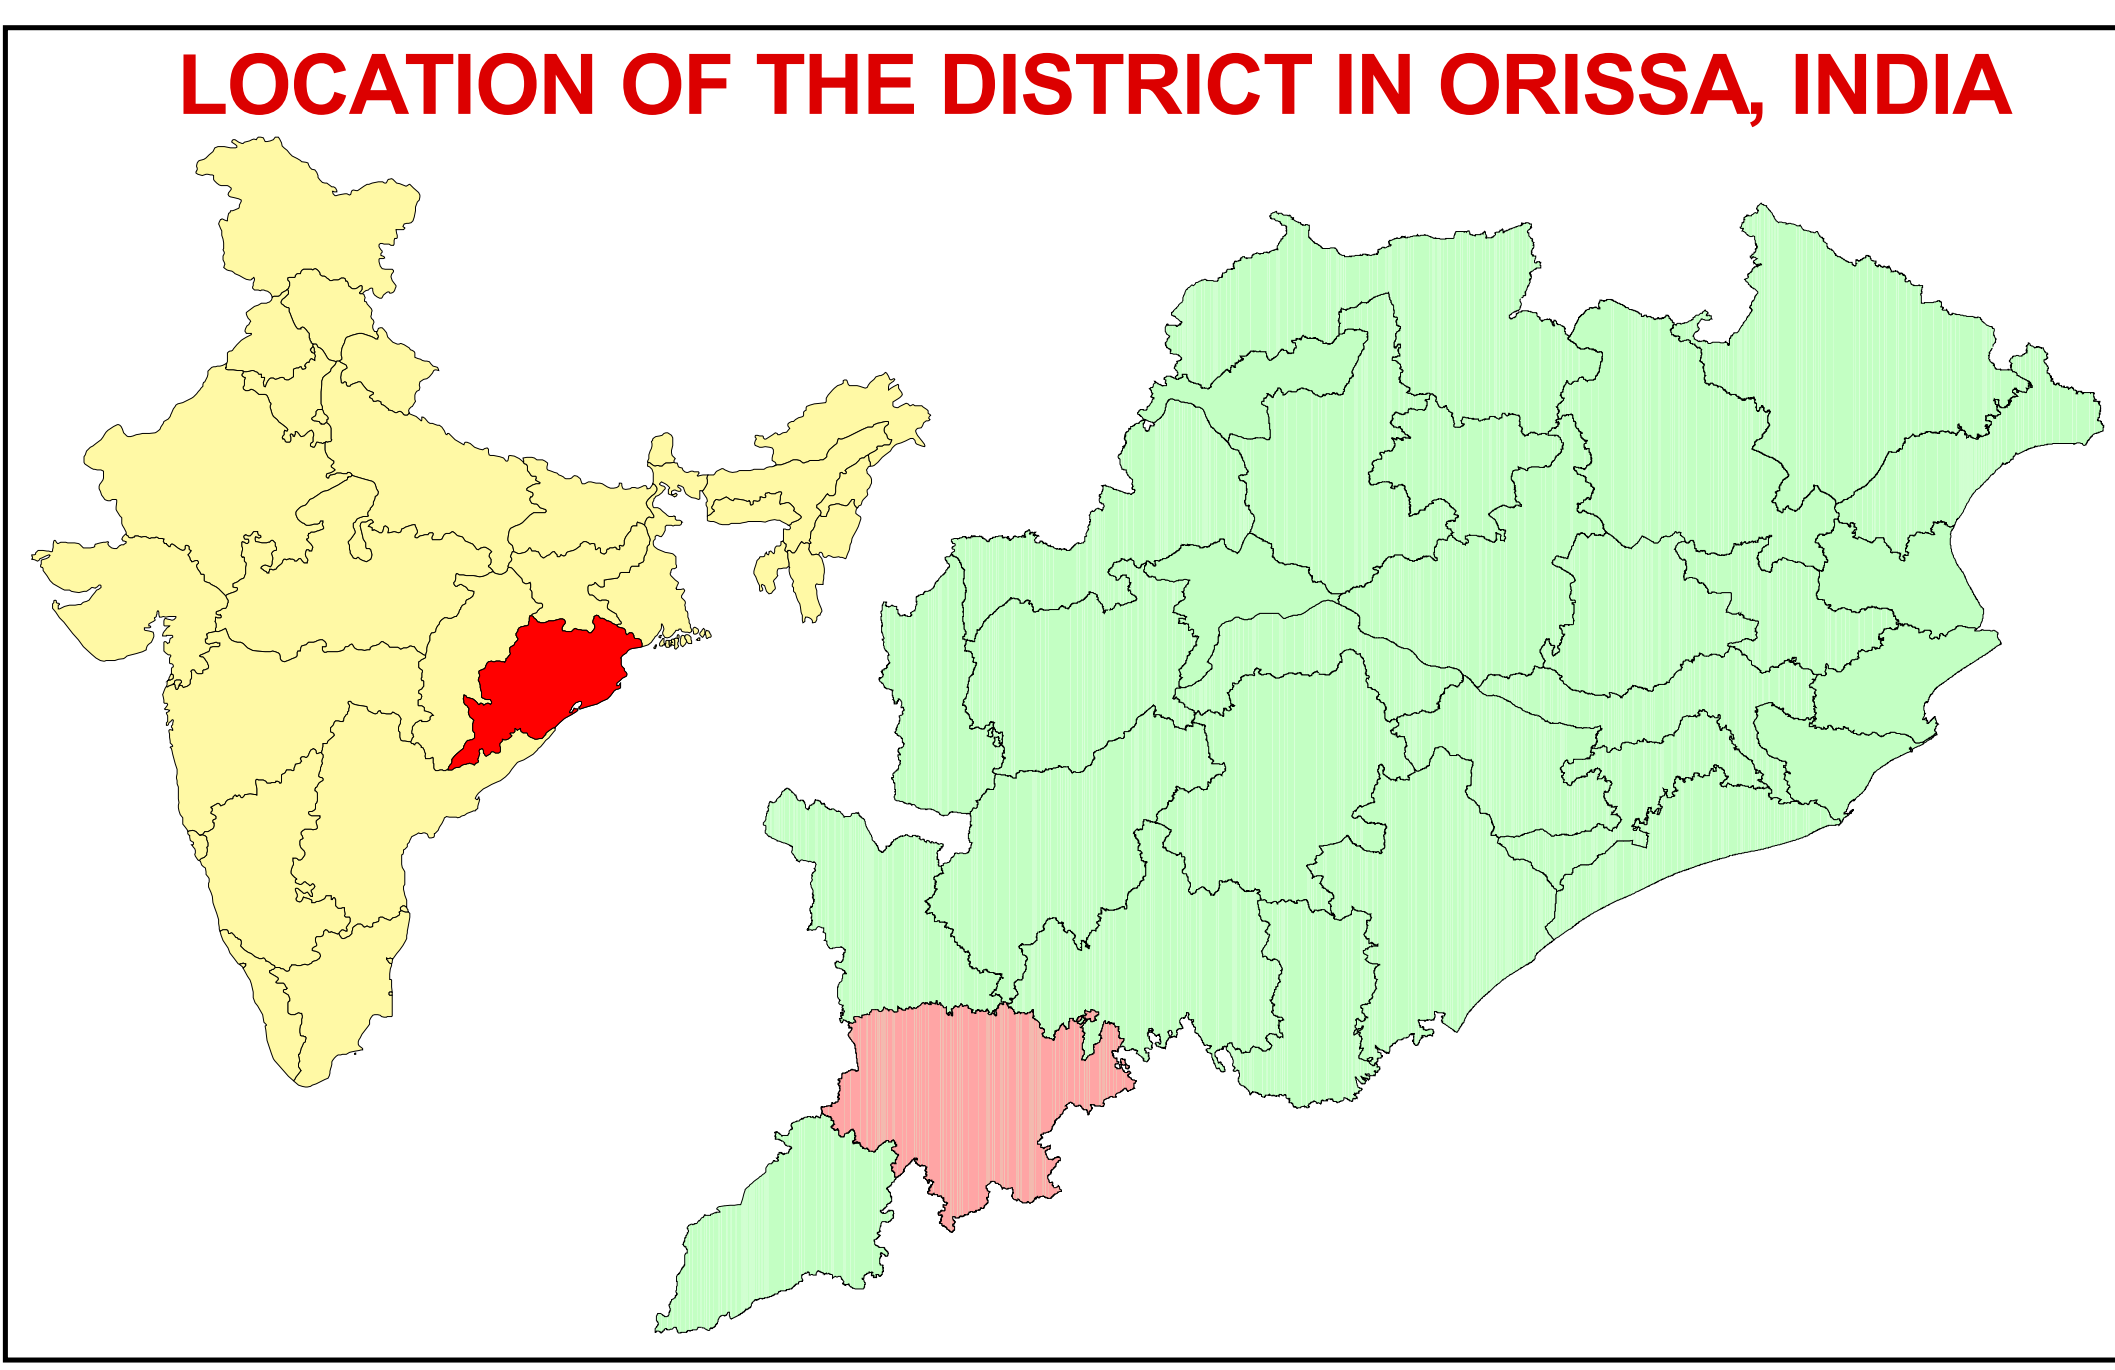 LOCATION OF THE DISTRICT IN ORISSA, INDIA